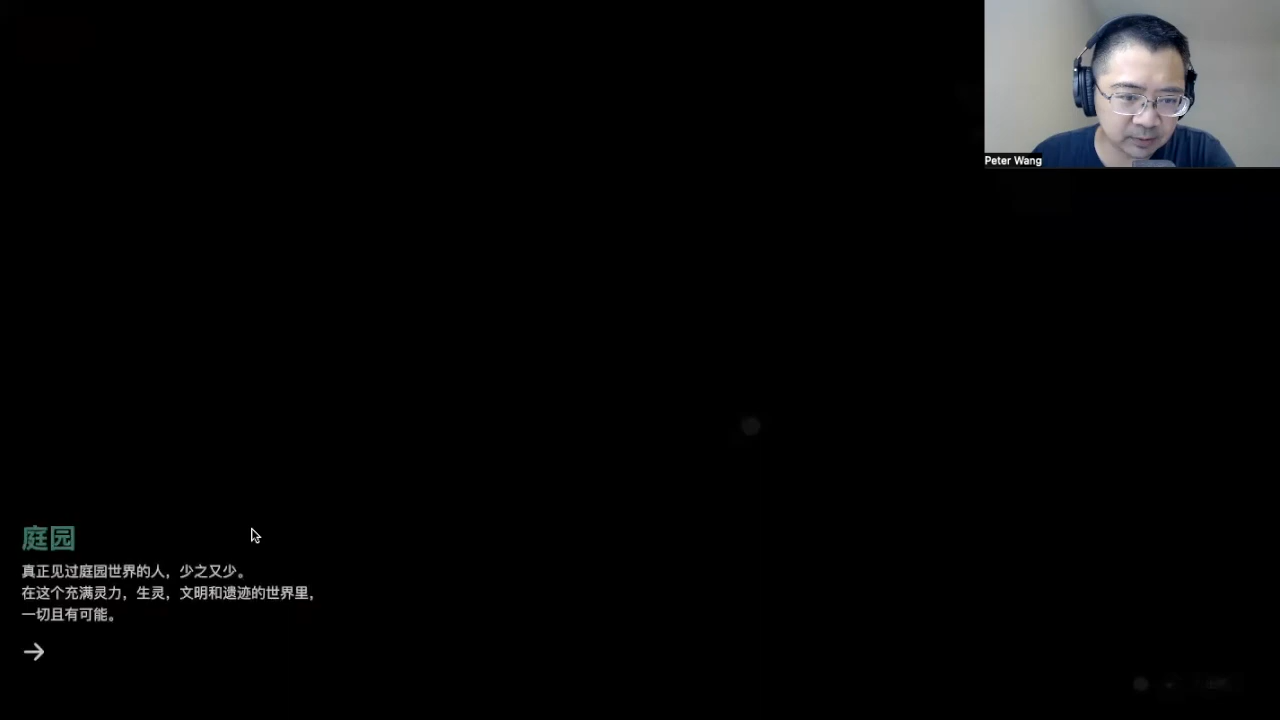 Peter Wang
庭园
真正见过庭园世界的人，少之又少。
在这个充满灵力，生灵，文明和遗迹的世界里，
一切且有可能。